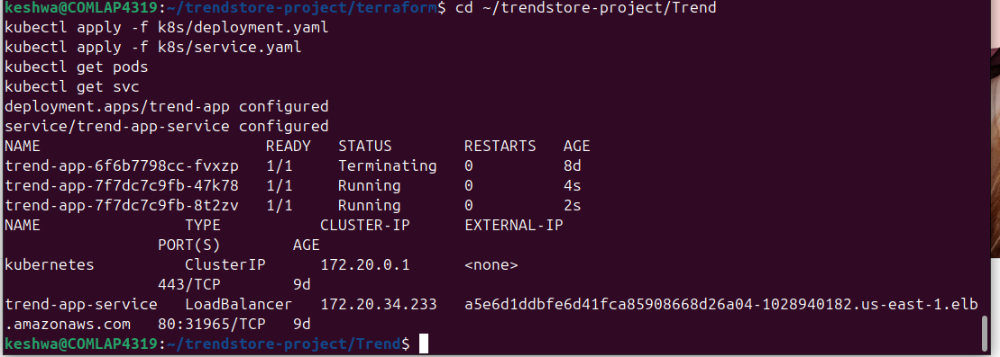 keshwa@COMLAP4319:~/trendstore-project/terraform$ cd ~/trendstore-project/Trend
kubectl apply -f k8s/deployment.yaml
kubectl apply -f k8s/service.yaml
kubectl get pods
kubectl get svc
deployment.apps/trend-app configured
service/trend-app-service configured
NAME                         READY   STATUS        RESTARTS   AGE
trend-app-6f6b7798cc-fvxzp   1/1     Terminating   0          8d
trend-app-7f7dc7c9fb-47k78   1/1     Running       0          4s
trend-app-7f7dc7c9fb-8t2zv   1/1     Running       0          2s
NAME                TYPE           CLUSTER-IP      EXTERNAL-IP
                 PORT(S)        AGE
kubernetes          ClusterIP      172.20.0.1      <none>
                 443/TCP        9d
trend-app-service   LoadBalancer   172.20.34.233   a5e6d1ddbfe6d41fca85908668d26a04-1028940182.us-east-1.elb
.amazonaws.com   80:31965/TCP   9d
keshwa@COMLAP4319:~/trendstore-project/Trend$